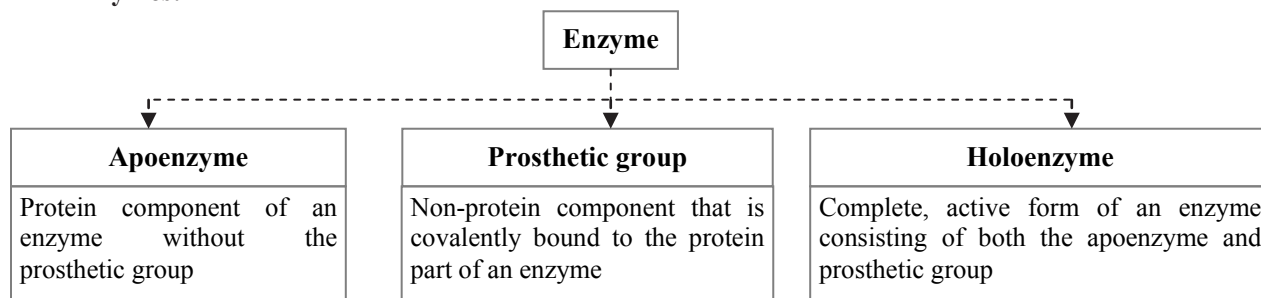 Enzyme
Apoenzyme
Protein component of an
enzyme without the
prosthetic group
Prosthetic group
Non-protein component that is
covalently bound to the protein
part of an enzyme
Holoenzyme
Complete, active form of an enzyme
consisting of both the apoenzyme and
prosthetic group